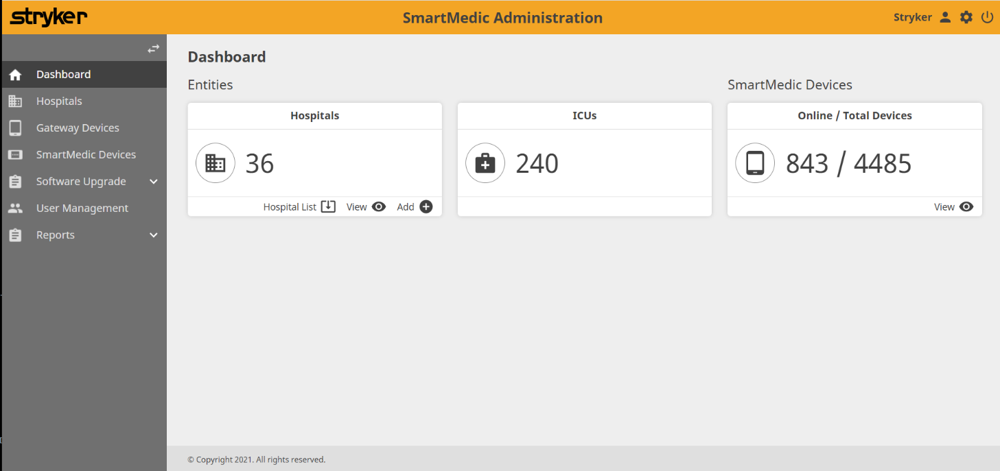 stryker
SmartMedic Administration
Stryker
Dashboard
Hospitals
Gateway Devices
SmartMedic Devices
Software Upgrade
User Management
Reports
Dashboard
Entities
SmartMedic Devices
Hospitals
36
Hospital List View Add
ICUs
240
Online / Total Devices
843 / 4485
View
© Copyright 2021. All rights reserved.